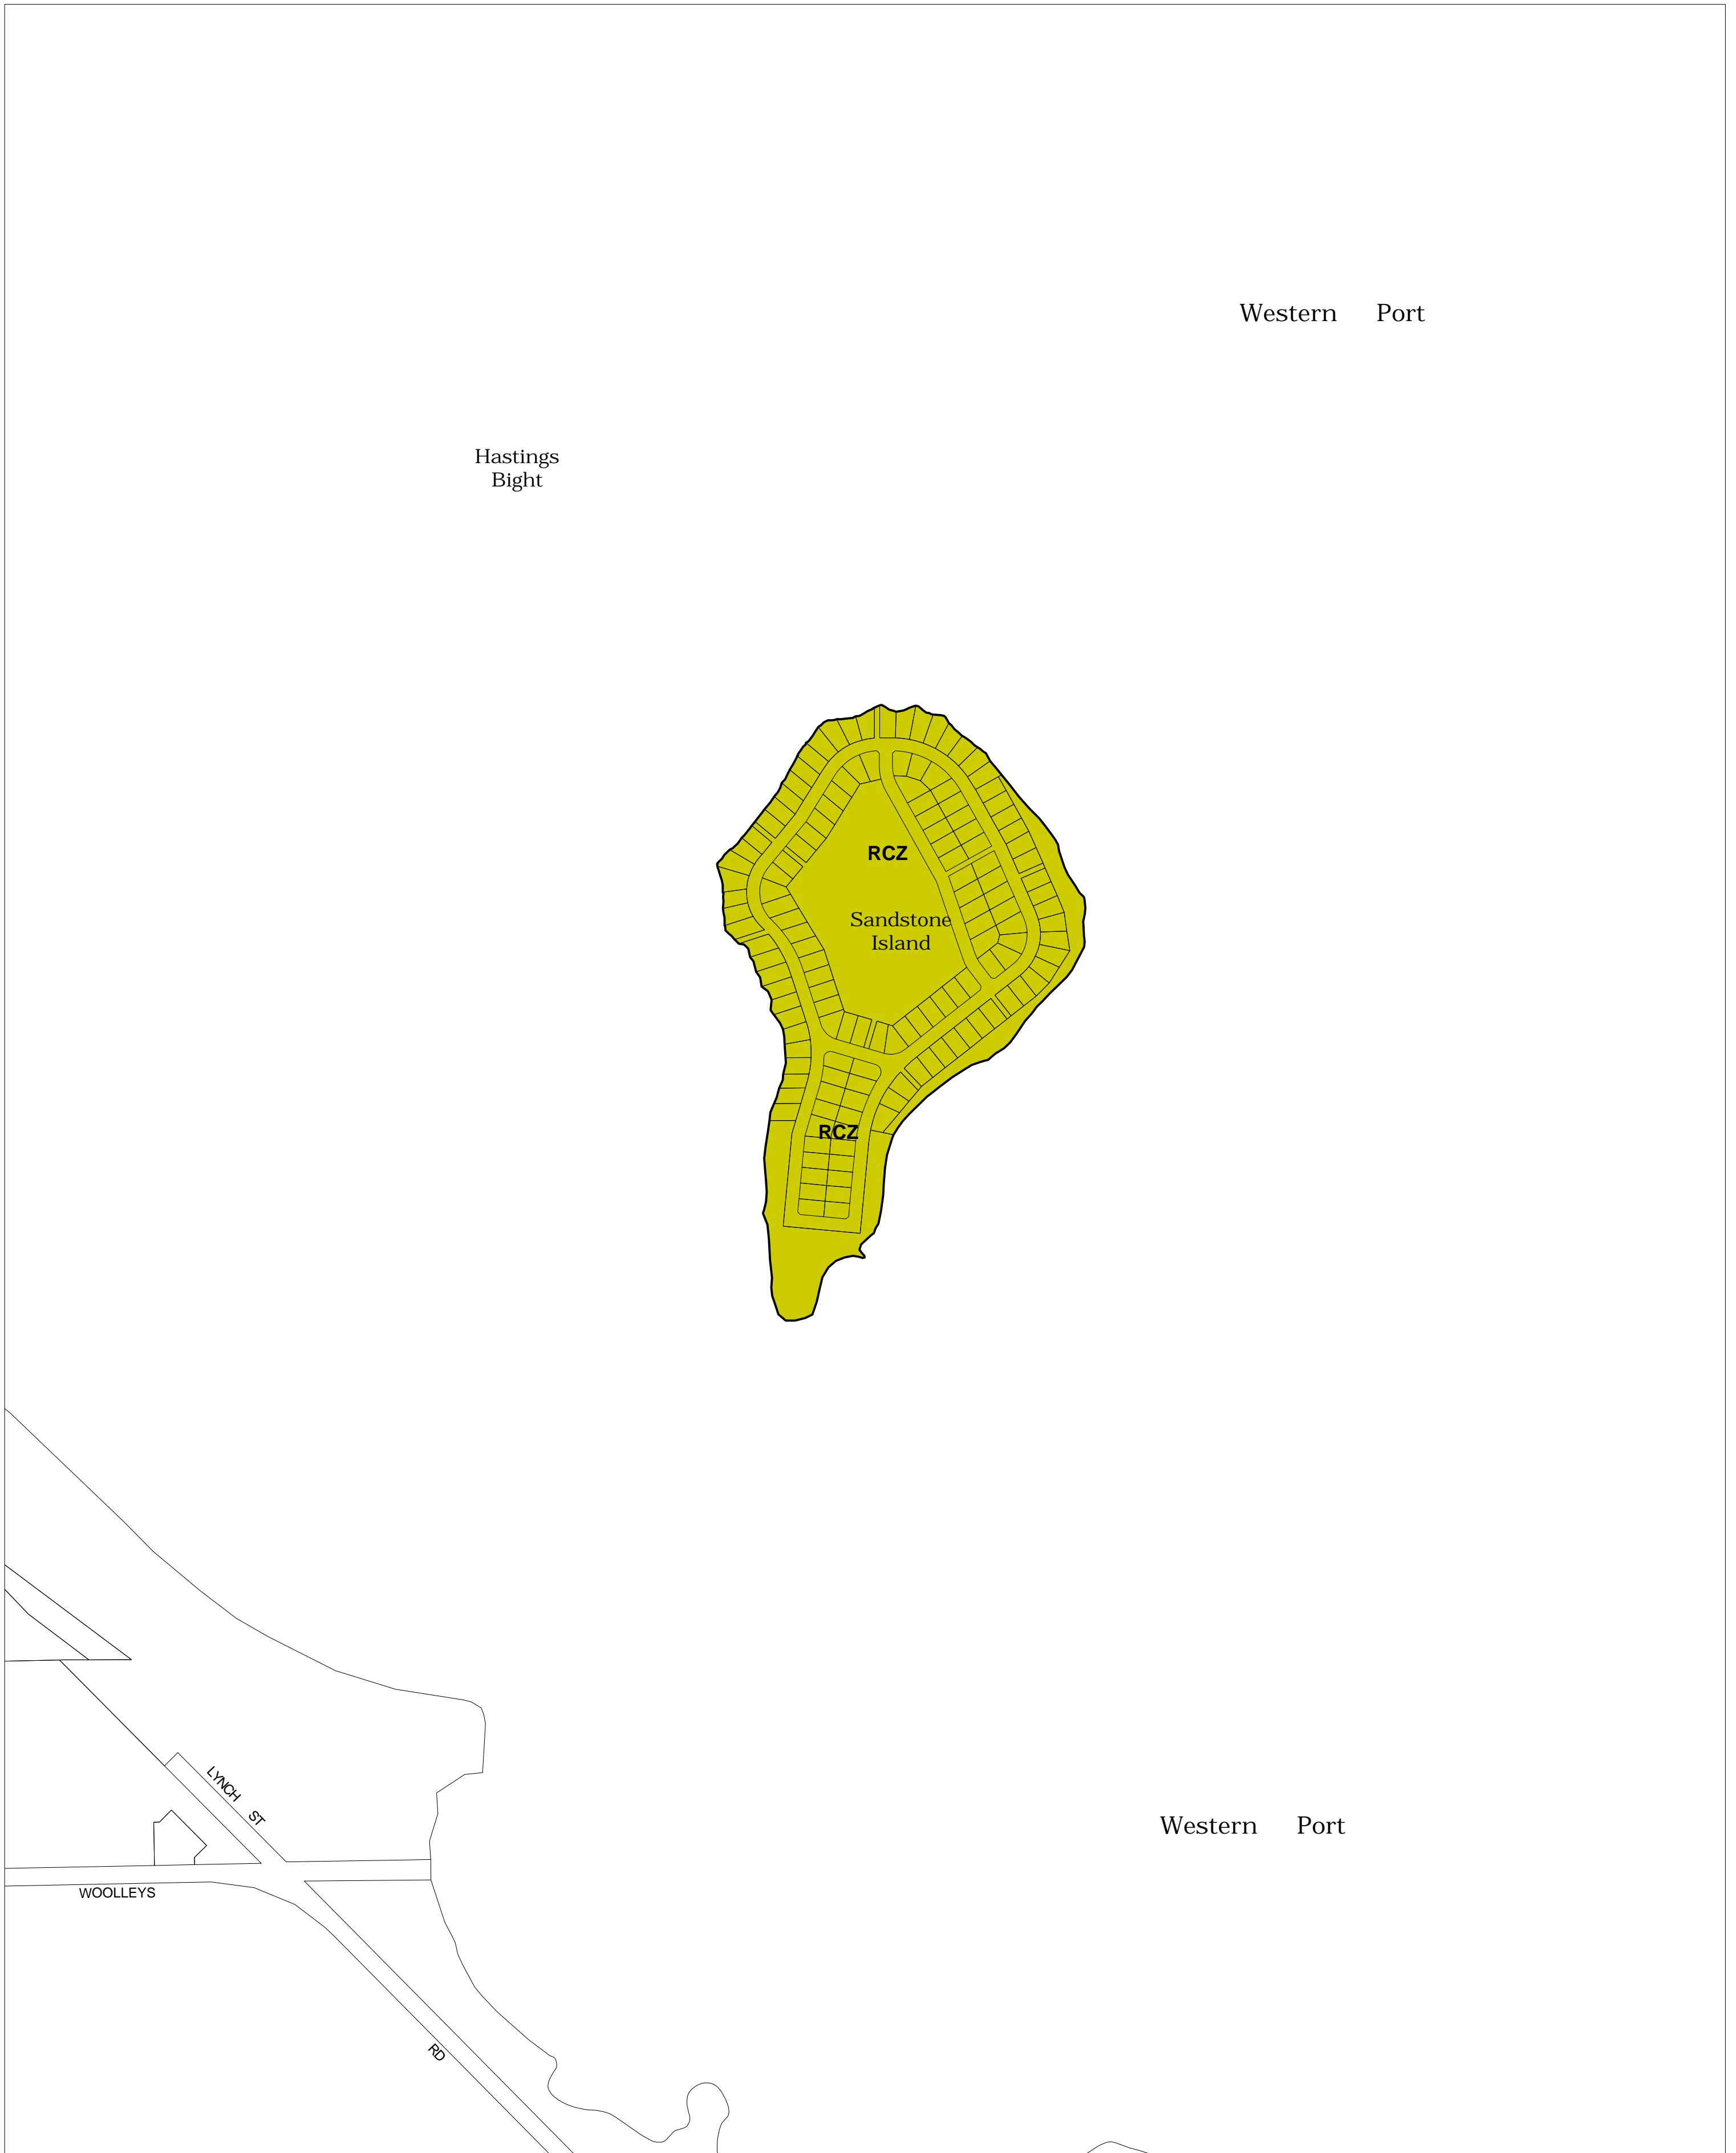 Western Port
Hastings
Bight
RCZ
Sandstone
Island
RCZ
LYNCH ST
Western Port
WOOLLEYS
RD